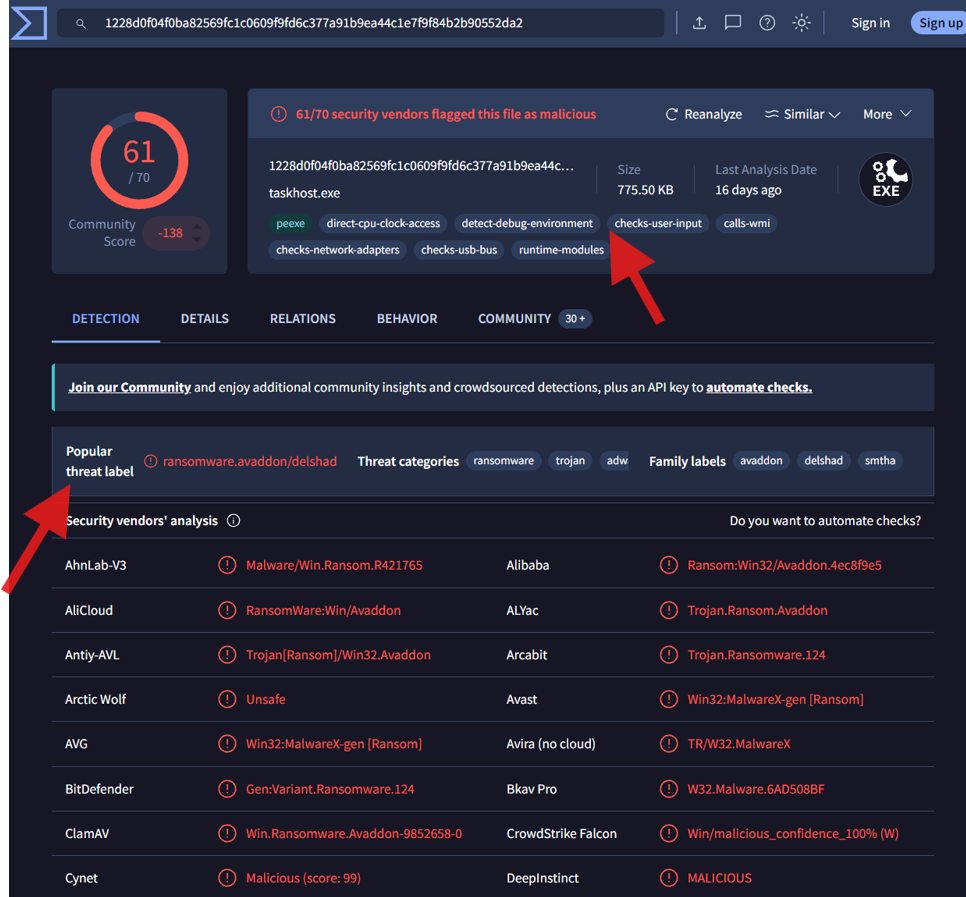 1228d0f04f0ba82569fc1c0609f9fd6c377a91b9ea44c1e7f9f84b2b90552da2
Sign in
Sign up
61
/ 70
Community
Score
-138
61/70 security vendors flagged this file as malicious
Reanalyze
Similar
More
1228d0f04f0ba82569fc1c0609f9fd6c377a91b9ea44c...
taskhost.exe
Size
775.50 KB
Last Analysis Date
16 days ago
EXE
peexe direct-cpu-clock-access detect-debug-environment checks-user-input calls-wmi
checks-network-adapters checks-usb-bus runtime-modules
DETECTION DETAILS RELATIONS BEHAVIOR COMMUNITY 30+
Join our Community and enjoy additional community insights and crowdsourced detections, plus an API key to automate checks.
Popular
threat label
ransomware.avaddon/delshad
Threat categories ransomware trojan adw
Family labels avaddon delshad smtha
Security vendors' analysis
Do you want to automate checks?
AhnLab-V3 Malware/Win.Ransom.R421765 Alibaba Ransom:Win32/Avaddon.4ec8f9e5
AliCloud RansomWare:Win/Avaddon ALYac Trojan.Ransom.Avaddon
Antiy-AVL Trojan[Ransom]/Win32.Avaddon Arcabit Trojan.Ransomware.124
Arctic Wolf Unsafe Avast Win32:MalwareX-gen [Ransom]
AVG Win32:MalwareX-gen [Ransom] Avira (no cloud) TR/W32.MalwareX
BitDefender Gen:Variant.Ransomware.124 Bkav Pro W32.Malware.6AD508BF
ClamAV Win.Ransomware.Avaddon-9852658-0 CrowdStrike Falcon Win/malicious_confidence_100% (W)
Cynet Malicious (score: 99) DeepInstinct MALICIOUS